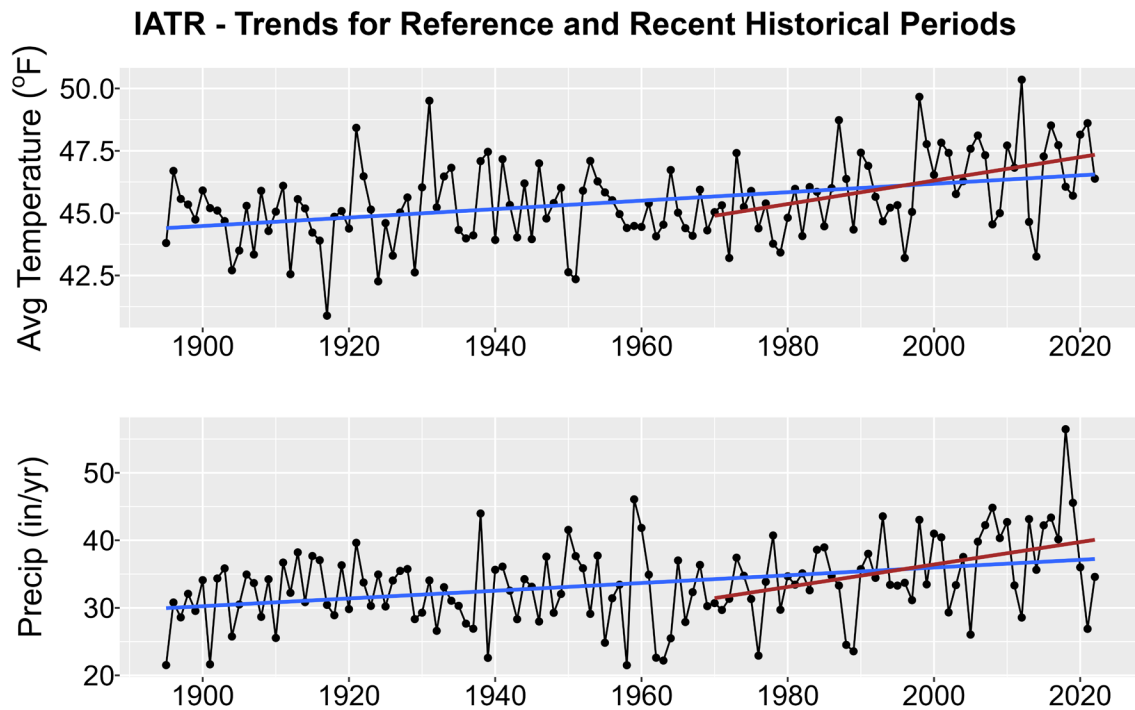 IATR - Trends for Reference and Recent Historical Periods
Avg Temperature (°F)
50.0
47.5
45.0
42.5
1900 1920 1940 1960 1980 2000 2020
Precip (in/yr)
50
40
30
20
1900 1920 1940 1960 1980 2000 2020